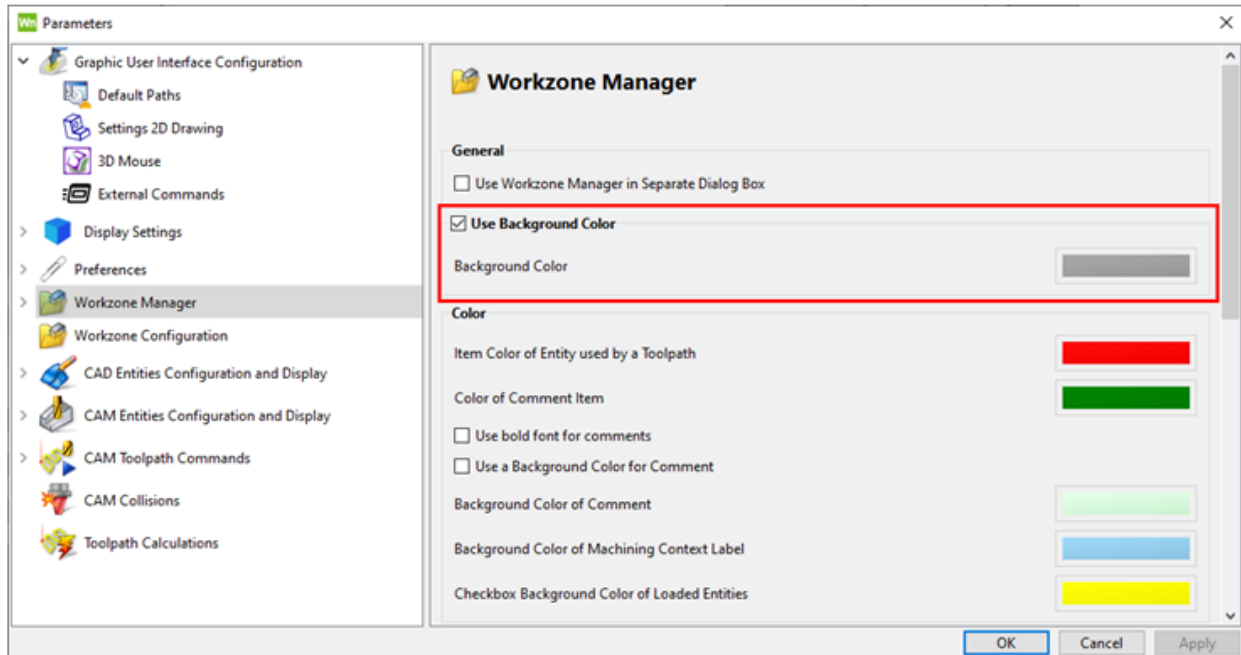 Wn Parameters
Graphic User Interface Configuration
Default Paths
Settings 2D Drawing
3D Mouse
External Commands
Display Settings
Preferences
Workzone Manager
Workzone Configuration
CAD Entities Configuration and Display
CAM Entities Configuration and Display
CAM Toolpath Commands
CAM Collisions
Toolpath Calculations
Workzone Manager
General
Use Workzone Manager in Separate Dialog Box
Use Background Color
Background Color
Color
Item Color of Entity used by a Toolpath
Color of Comment Item
Use bold font for comments
Use a Background Color for Comment
Background Color of Comment
Background Color of Machining Context Label
Checkbox Background Color of Loaded Entities
OK Cancel Apply